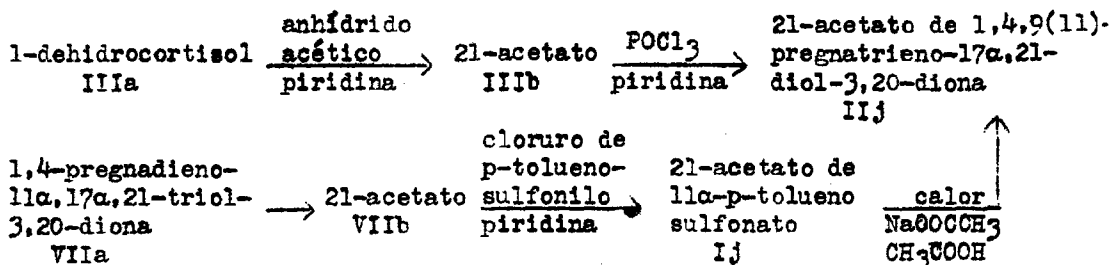 anhídrido 21-acetato de 1,4,9(11)-
1-dehidrocortisol acético 21-acetato POCl3 pregnatrieno-17α,21-
IIIa piridina IIIb piridina diol-3,20-diona
IIj
cloruro de
1,4-pregnadieno- p-tolueno- 21-acetato de
11α,17α,21-triol- 21-acetato sulfonilo 11α-p-tolueno calor
3,20-diona VIIb piridina sulfonato NaOOCCH3
VIIa Ij CH3COOH